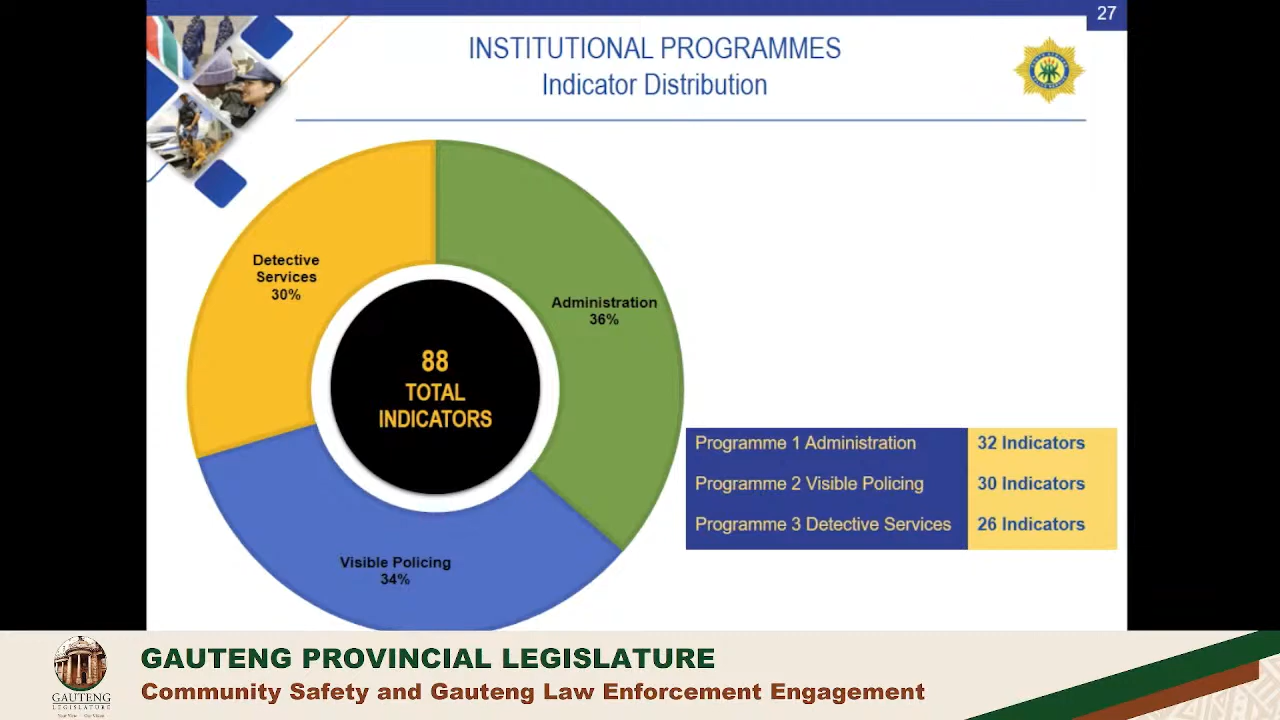 27
INSTITUTIONAL PROGRAMMES
Indicator Distribution
Detective
Services
30%
Administration
36%
88
TOTAL
INDICATORS
Visible Policing
34%
Programme 1 Administration 32 Indicators
Programme 2 Visible Policing 30 Indicators
Programme 3 Detective Services 26 Indicators
GAUTENG PROVINCIAL LEGISLATURE
Community Safety and Gauteng Law Enforcement Engagement
GAUTENG
LEGISLATURE